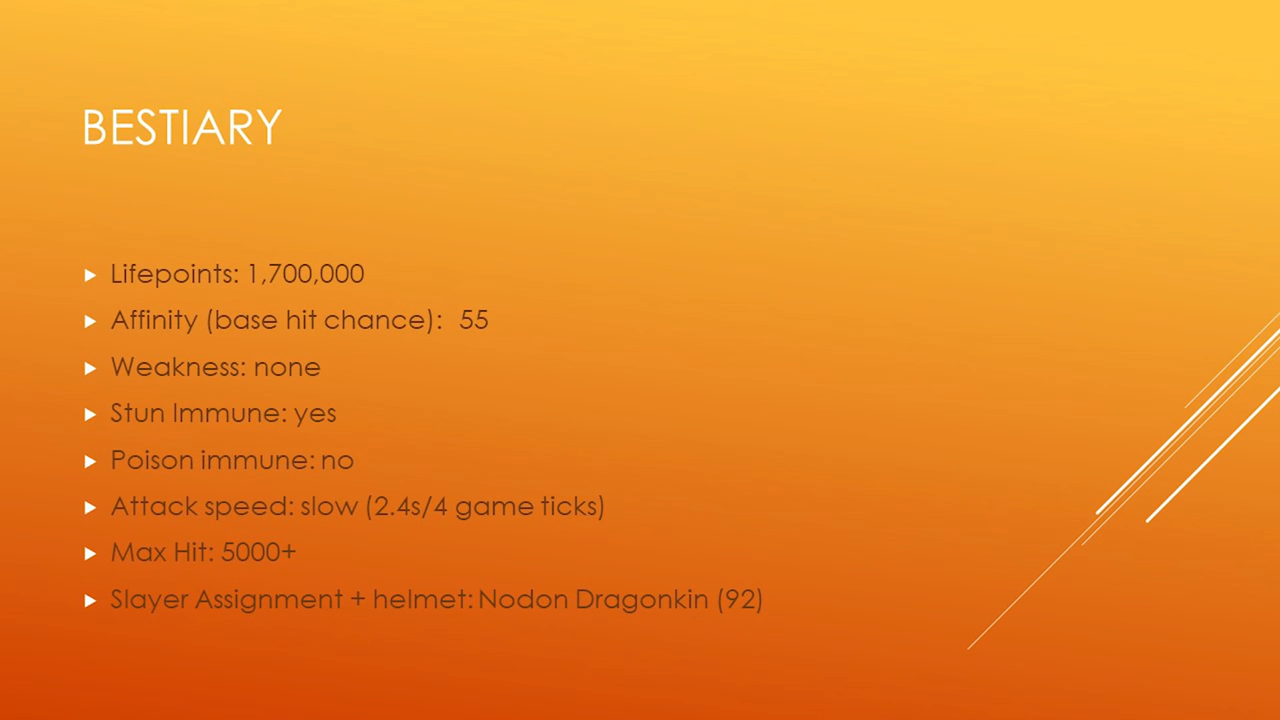 BESTIARY
Lifepoints: 1,700,000
Affinity (base hit chance): 55
Weakness: none
Stun Immune: yes
Poison immune: no
Attack speed: slow (2.4s/4 game ticks)
Max Hit: 5000+
Slayer Assignment + helmet: Nodon Dragonkin (92)